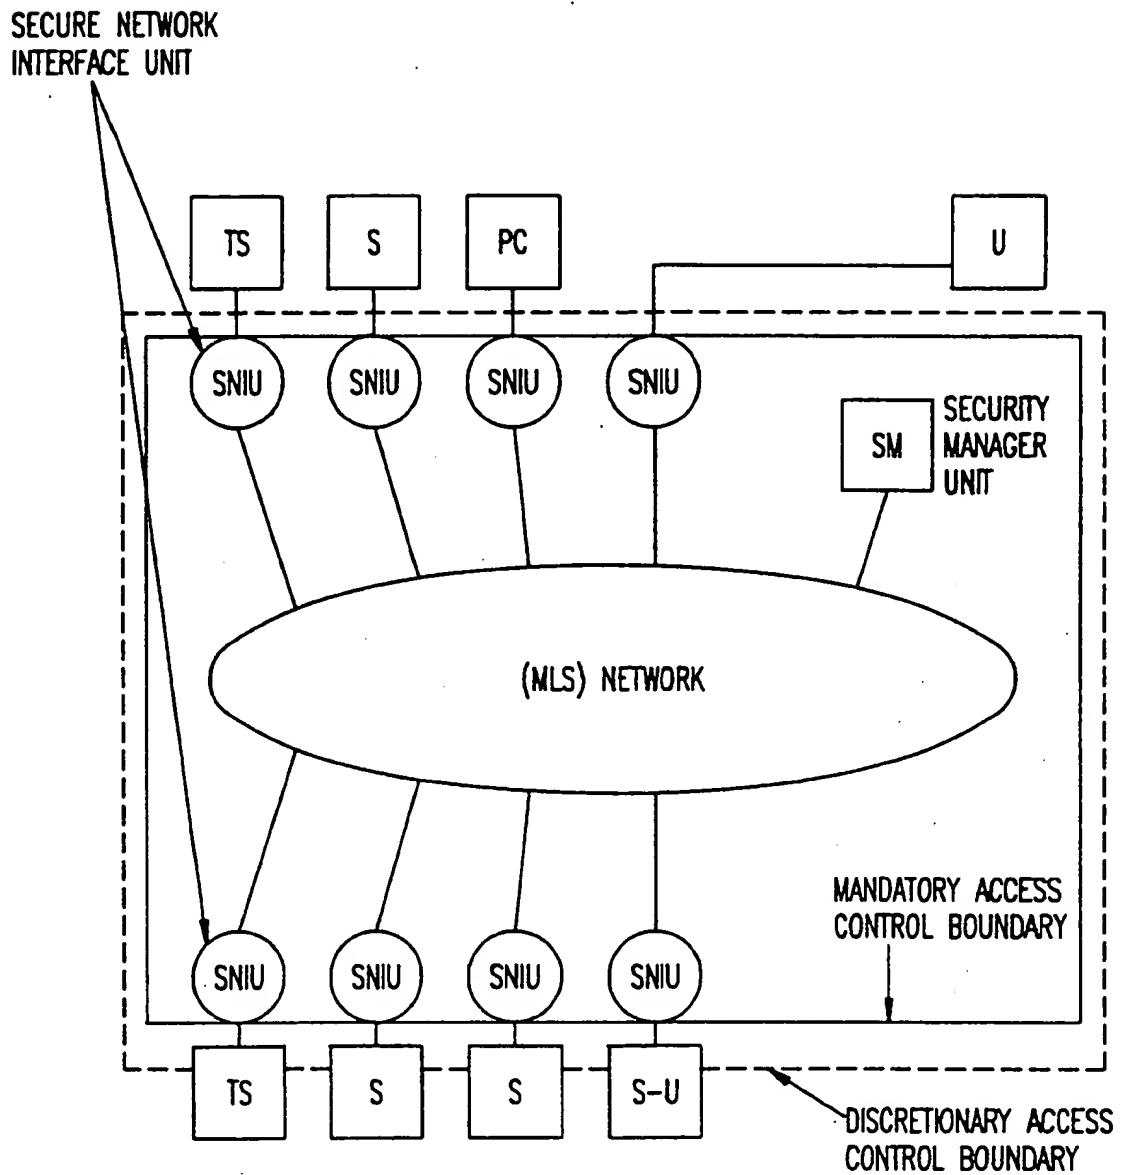 SECURE NETWORK
INTERFACE UNIT
TS
S
PC
U
SNIU
SNIU
SNIU
SNIU
SM
SECURITY
MANAGER
UNIT
(MLS) NETWORK
MANDATORY ACCESS
CONTROL BOUNDARY
SNIU
SNIU
SNIU
SNIU
TS
S
S
S-U
DISCRETIONARY ACCESS
CONTROL BOUNDARY